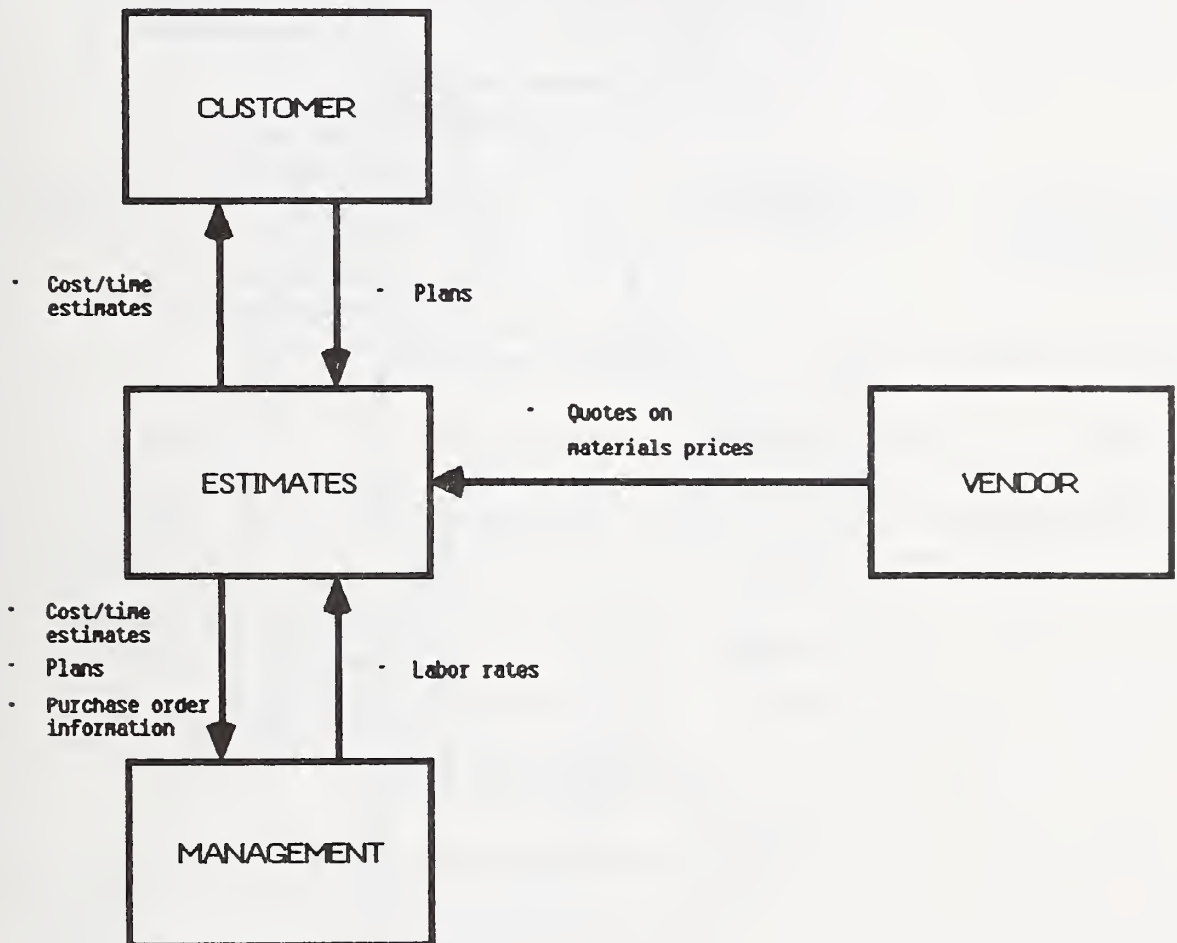 CUSTOMER
· Cost/time
estimates
· Plans
· Quotes on
materials prices
ESTIMATES
VENDOR
· Cost/time
estimates
· Plans
· Purchase order
information
· Labor rates
MANAGEMENT